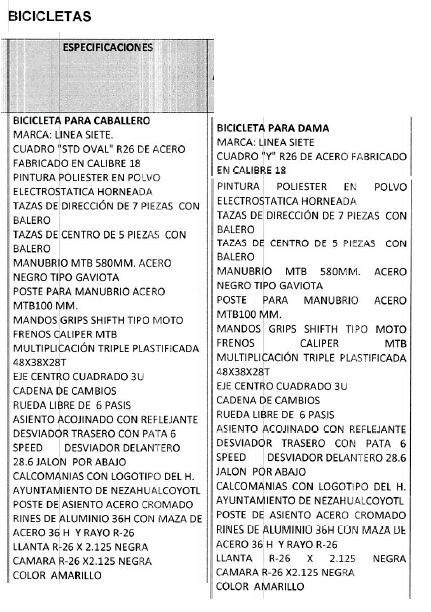 BICICLETAS
ESPECIFICACIONES
BICICLETA PARA CABALLERO
MARCA: LINEA SIETE.
CUADRO "STD OVAL" R26 DE ACERO
FABRICADO EN CALIBRE 18
PINTURA POLIESTER EN POLVO
ELECTROSTATICA HORNEADA
TAZAS DE DIRECCIÓN DE 7 PIEZAS CON
BALERO
TAZAS DE CENTRO DE 5 PIEZAS CON
BALERO
MANUBRIO MTB 580MM. ACERO
NEGRO TIPO GAVIOTA
POSTE PARA MANUBRIO ACERO
MTB100 MM.
MANDOS GRIPS SHIFTH TIPO MOTO
FRENOS CALIPER MTB
MULTIPLICACIÓN TRIPLE PLASTIFICADA
48X38X28T
EJE CENTRO CUADRADO 3U
CADENA DE CAMBIOS
RUEDA LIBRE DE 6 PASIS
ASIENTO ACOJINADO CON REFLEJANTE
DESVIADOR TRASERO CON PATA 6
SPEED DESVIADOR DELANTERO
28.6 JALON POR ABAJO
CALCOMANIAS CON LOGOTIPO DEL H.
AYUNTAMIENTO DE NEZAHUALCOYOTL
POSTE DE ASIENTO ACERO CROMADO
RINES DE ALUMINIO 36H CON MAZA DE
ACERO 36 H Y RAYO R-26
LLANTA R-26 X 2.125 NEGRA
CAMARA R-26 X2.125 NEGRA
COLOR AMARILLO
BICICLETA PARA DAMA
MARCA: LINEA SIETE
CUADRO "Y" R26 DE ACERO FABRICADO
EN CALIBRE 18
PINTURA POLIESTER EN POLVO
ELECTROSTATICA HORNEADA
TAZAS DE DIRECCIÓN DE 7 PIEZAS CON
BALERO
TAZAS DE CENTRO DE 5 PIEZAS CON
BALERO
MANUBRIO MTB 580MM. ACERO
NEGRO TIPO GAVIOTA
POSTE PARA MANUBRIO ACERO
MTB100 MM.
MANDOS GRIPS SHIFTH TIPO MOTO
FRENOS CALIPER MTB
MULTIPLICACIÓN TRIPLE PLASTIFICADA
48X38X28T
EJE CENTRO CUADRADO 3U
CADENA DE CAMBIOS
RUEDA LIBRE DE 6 PASIS
ASIENTO ACOJINADO CON REFLEJANTE
DESVIADOR TRASERO CON PATA 6
SPEED DESVIADOR DELANTERO 28.6
JALON POR ABAJO
CALCOMANIAS CON LOGOTIPO DEL H.
AYUNTAMIENTO DE NEZAHUALCOYOTL
POSTE DE ASIENTO ACERO CROMADO
RINES DE ALUMINIO 36H CON MAZA DE
ACERO 36 H Y RAYO R-26
LLANTA R-26 X 2.125 NEGRA
CAMARA R-26 X2.125 NEGRA
COLOR AMARILLO